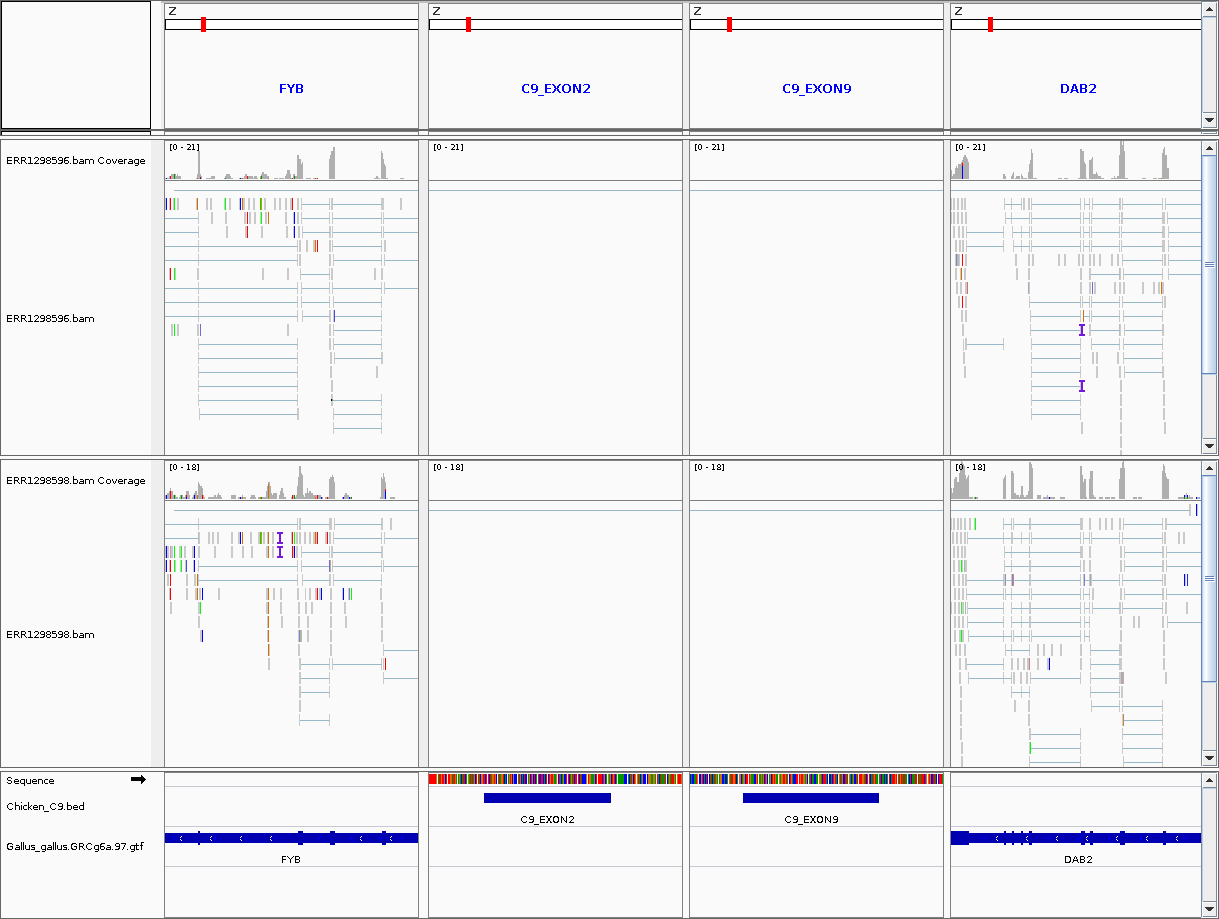 Z Z Z Z
FYB C9_EXON2 C9_EXON9 DAB2
[0 - 21] [0 - 21] [0 - 21] [0 - 21]
ERR1298596.bam Coverage
ERR1298596.bam
[0 - 18] [0 - 18] [0 - 18] [0 - 18]
ERR1298598.bam Coverage
ERR1298598.bam
Sequence
Chicken_C9.bed
C9_EXON2 C9_EXON9
Gallus_gallus.GRCg6a.97.gtf
FYB DAB2